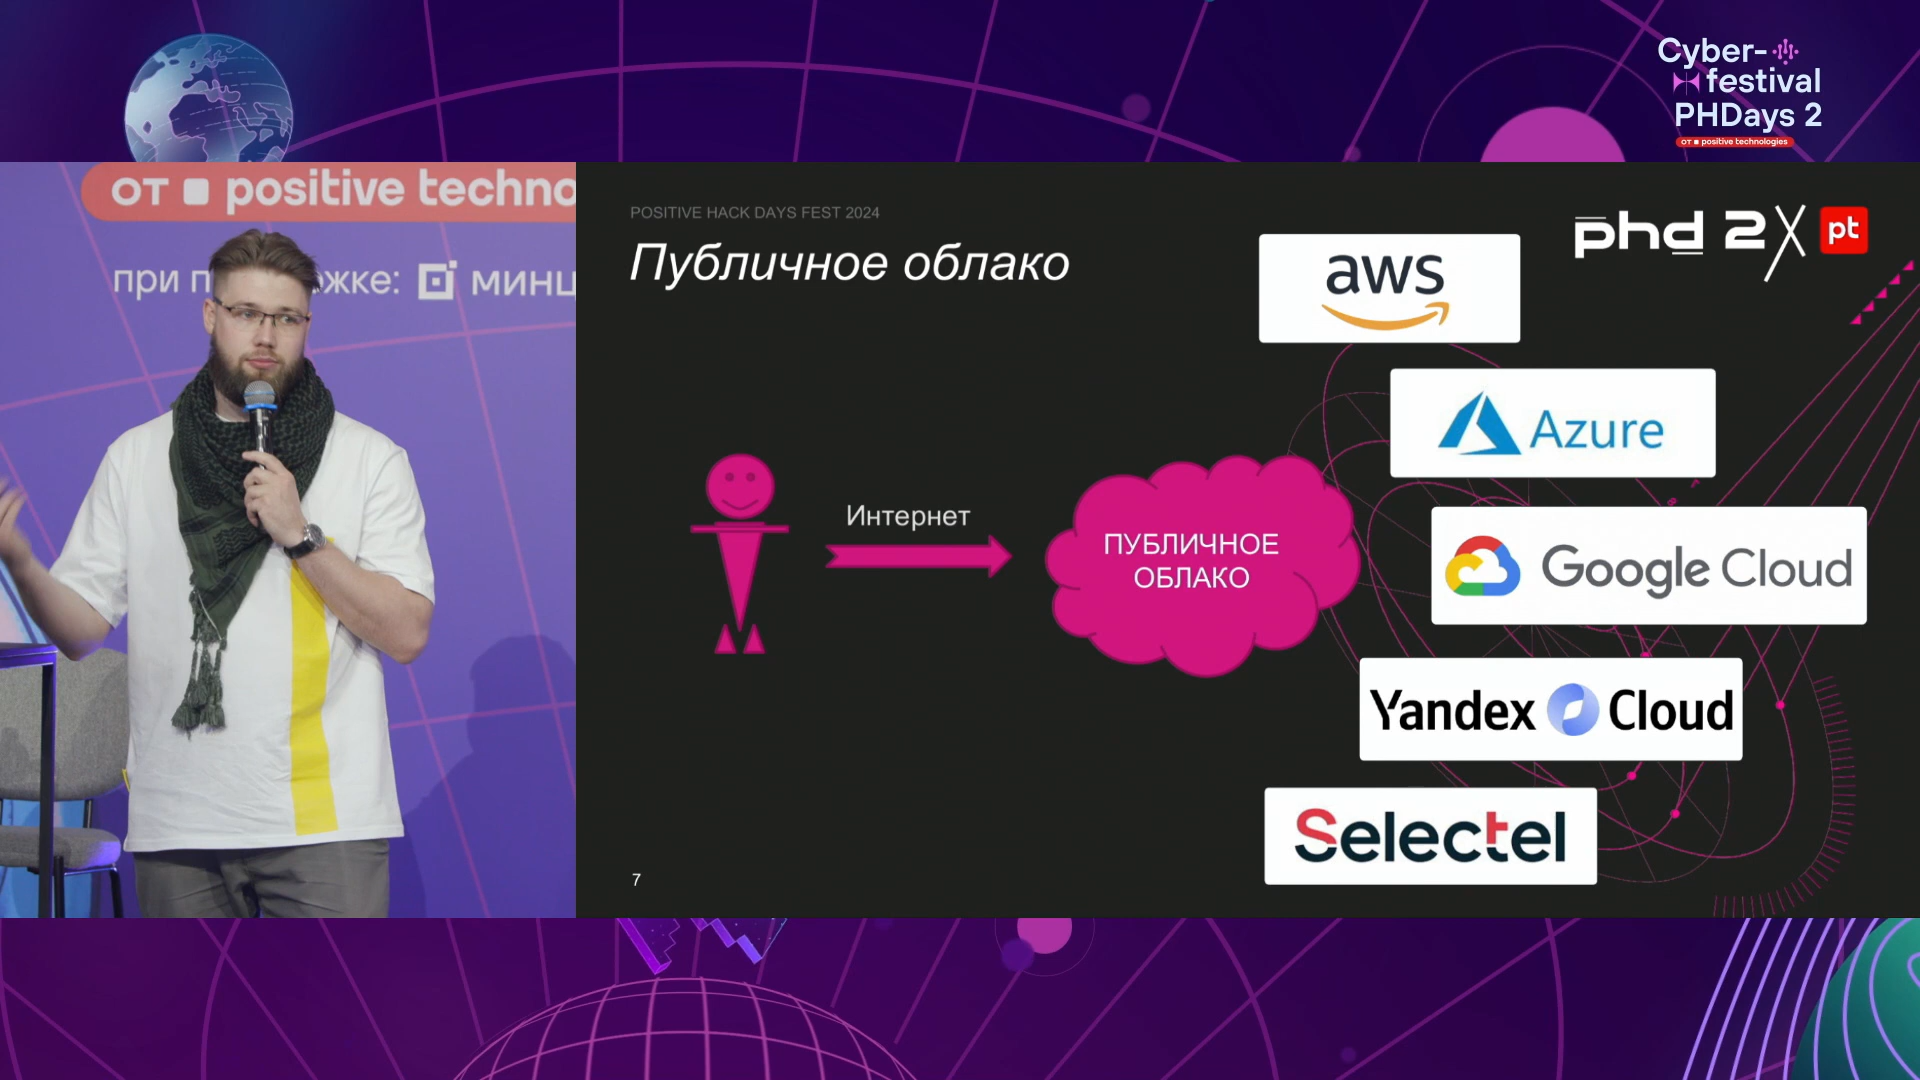 Cyber-
festival
PHDays 2
от positive technologies
от positive techno
при п
жке:
минц
POSITIVE HACK DAYS FEST 2024
Публичное облако
phd 2
pt
aws
Azure
Интернет
ПУБЛИЧНОЕ
ОБЛАКО
Google Cloud
Yandex Cloud
Selectel
7